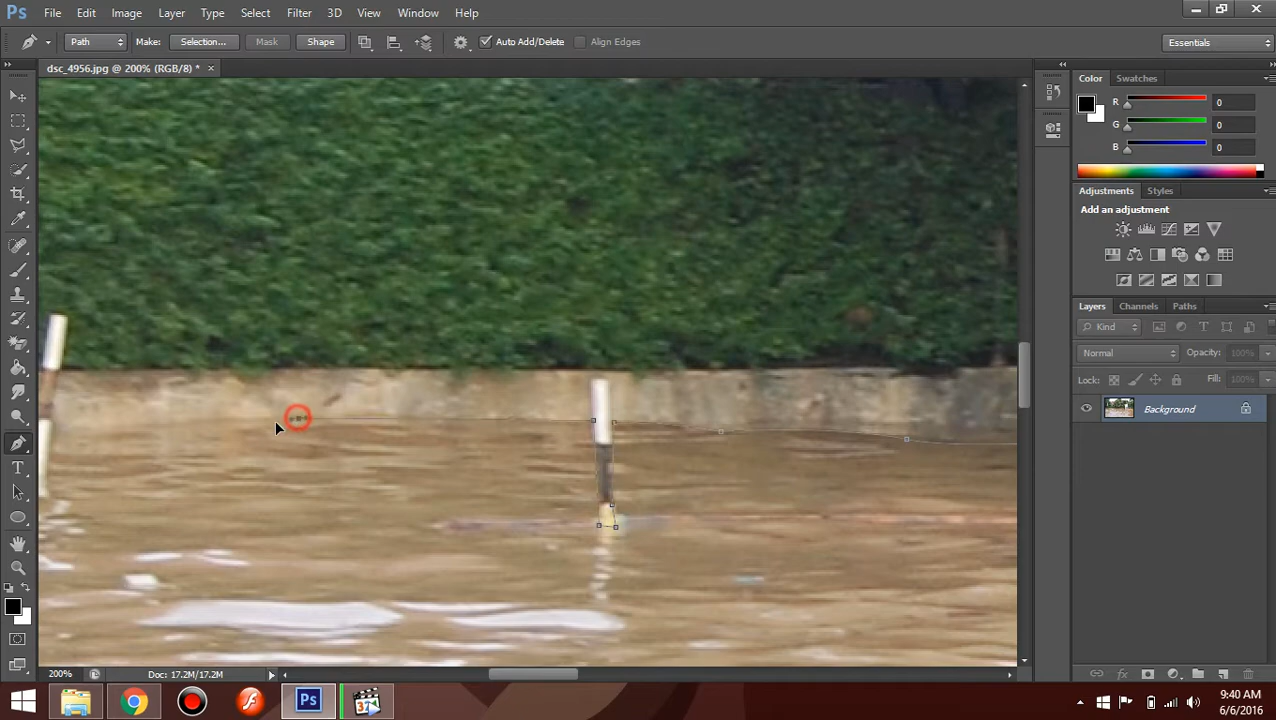 Ps File Edit Image Layer Type Select Filter 3D View Window Help
Path Make: Selection... Mask Shape Auto Add/Delete Align Edges Essentials
dsc_4956.jpg @ 200% (RGB/8) * ×
Color Swatches
R 0
G 0
B 0
Adjustments Styles
Add an adjustment
Layers Channels Paths
Kind
Normal Opacity: 100%
Lock: Fill: 100%
Background
200% Doc: 17.2M/17.2M
Ps 32
9:40 AM
6/6/2016